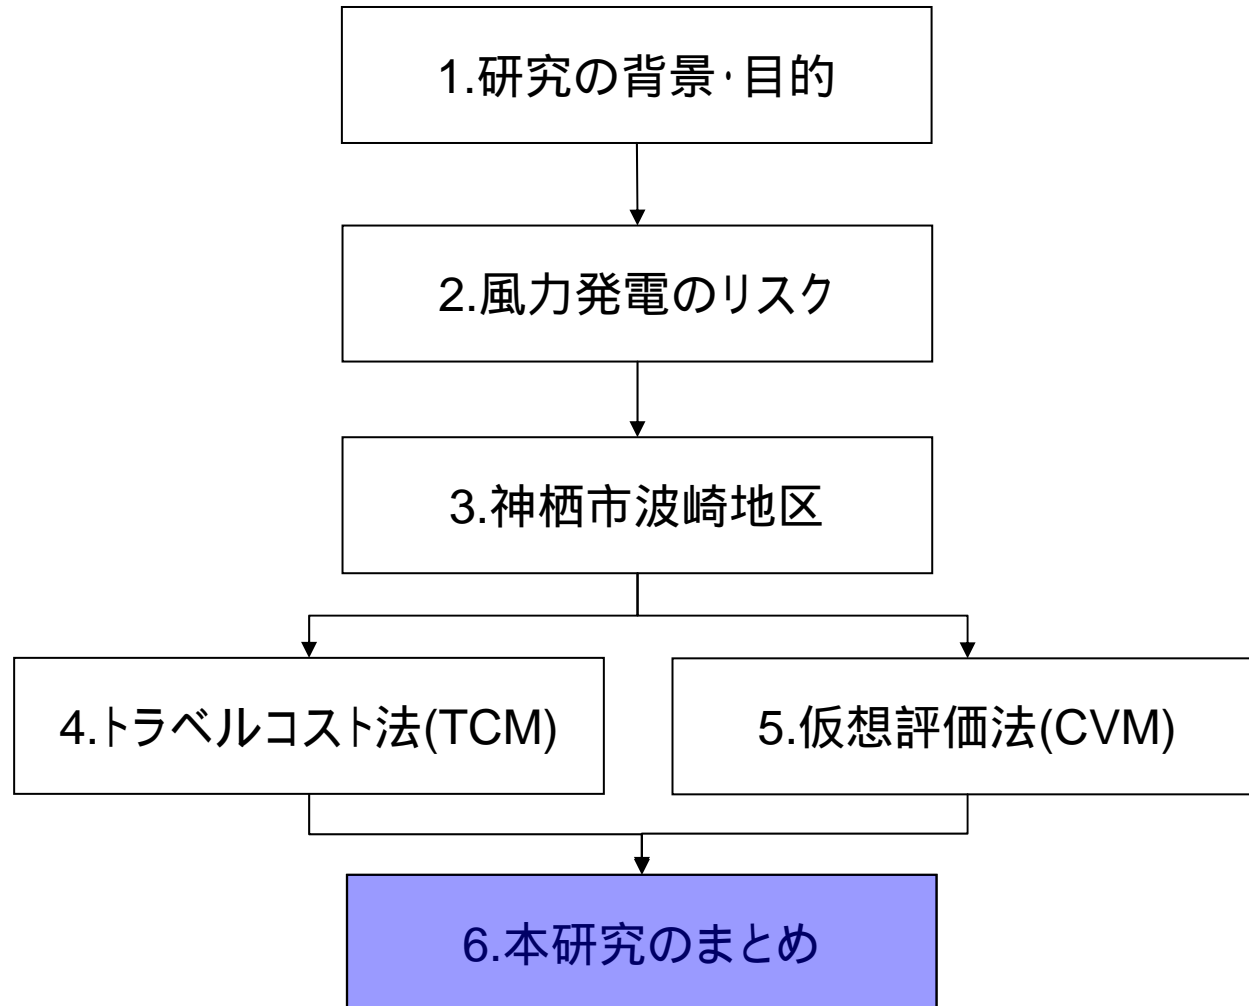 1.研究の背景･目的
2.風力発電のリスク
3.神栖市波崎地区
4.トラベルコスト法(TCM)
5.仮想評価法(CVM)
6.本研究のまとめ